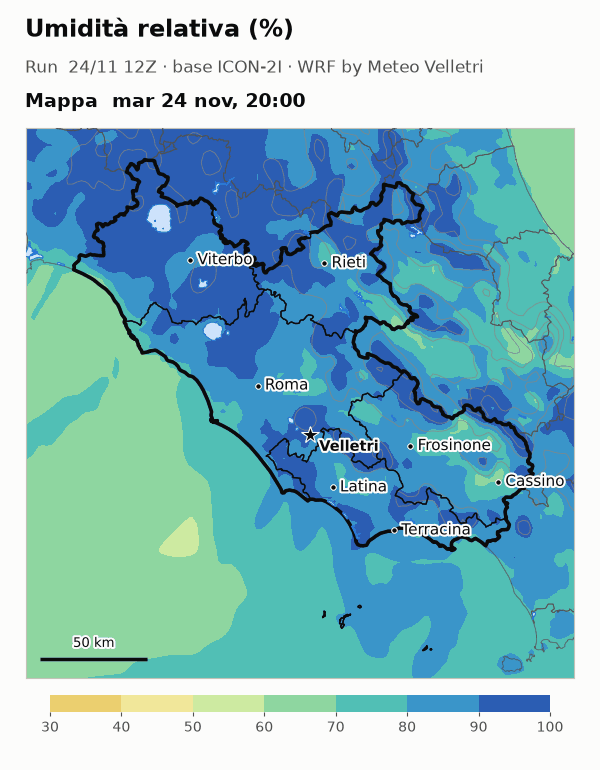 Umidità relativa (%)
Run  24/11 12Z · base ICON-2I · WRF by Meteo Velletri
Mappa  mar 24 nov, 20:00
Viterbo
Rieti
Roma
Velletri
Frosinone
Latina
Cassino
Terracina
50 km
30 40 50 60 70 80 90 100